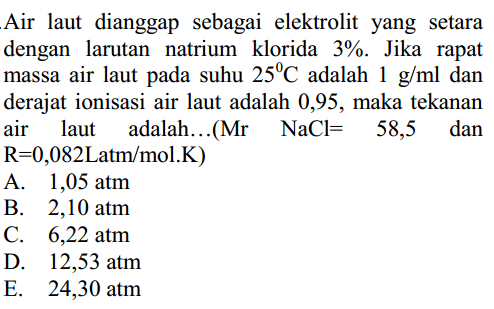 .Air laut dianggap sebagai elektrolit yang setara
dengan larutan natrium klorida 3%. Jika rapat
massa air laut pada suhu 25⁰C adalah 1 g/ml dan
derajat ionisasi air laut adalah 0,95, maka tekanan
air laut adalah…(Mr NaCl= 58,5 dan
R=0,082Latm/mol.K)
A. 1,05 atm
B. 2,10 atm
C. 6,22 atm
D. 12,53 atm
E. 24,30 atm